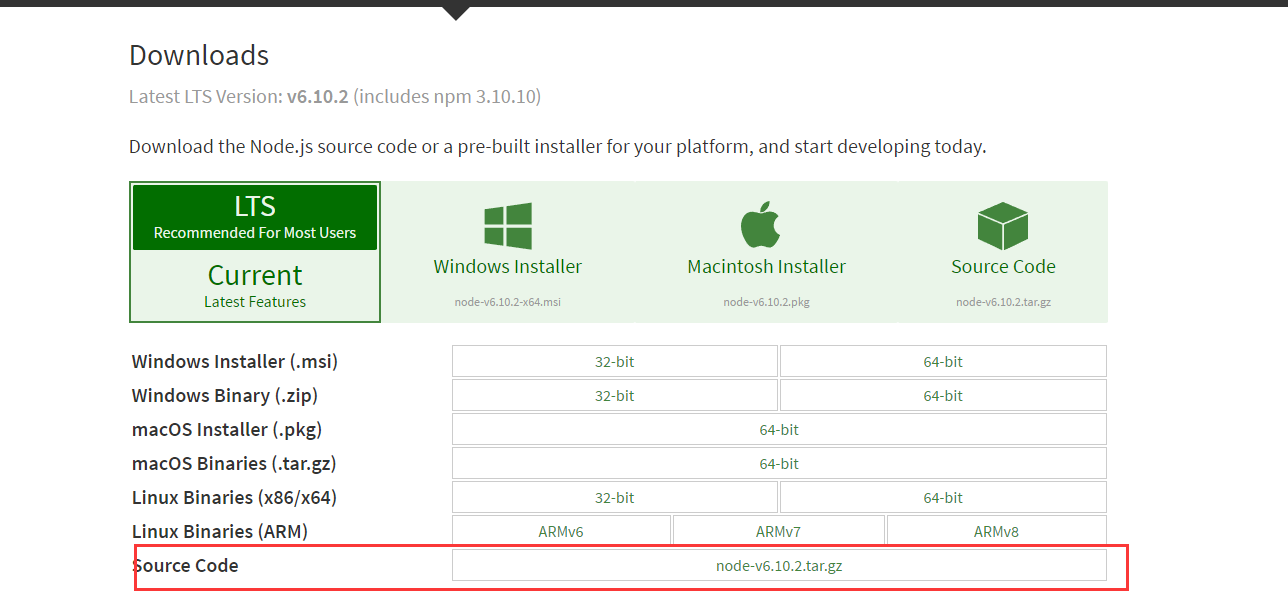 Downloads
Latest LTS Version: v6.10.2 (includes npm 3.10.10)
Download the Node.js source code or a pre-built installer for your platform, and start developing today.
LTS
Recommended For Most Users
Current
Latest Features
Windows Installer
node-v6.10.2-x64.msi
Macintosh Installer
node-v6.10.2.pkg
Source Code
node-v6.10.2.tar.gz
Windows Installer (.msi) 32-bit 64-bit
Windows Binary (.zip) 32-bit 64-bit
macOS Installer (.pkg) 64-bit
macOS Binaries (.tar.gz) 64-bit
Linux Binaries (x86/x64) 32-bit 64-bit
Linux Binaries (ARM) ARMv6 ARMv7 ARMv8
Source Code node-v6.10.2.tar.gz